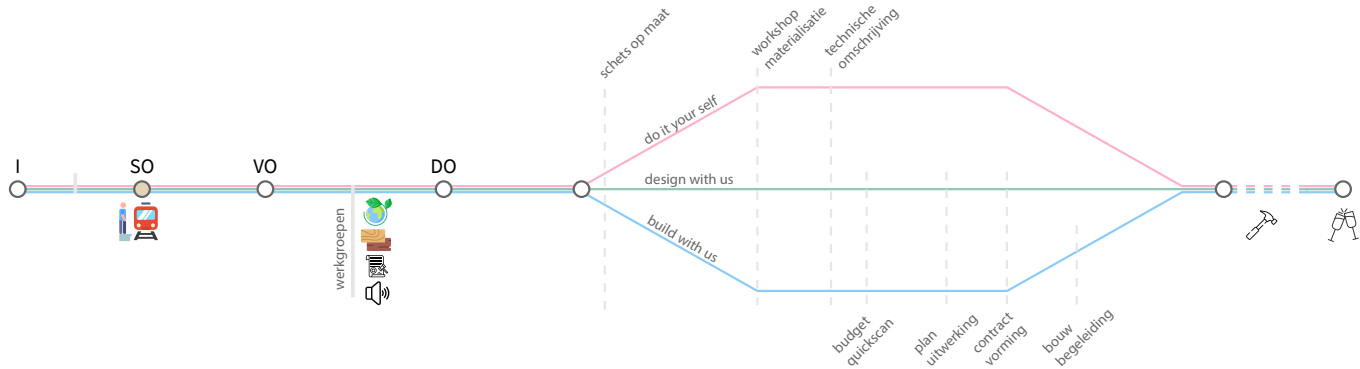 schets op maat
workshop
materialisatie
technische
omschrijving
do it your self
I
SO
VO
DO
design with us
werkgroepen
build with us
budget
quickscan
plan
uitwerking
contract
vorming
bouw
begeleiding